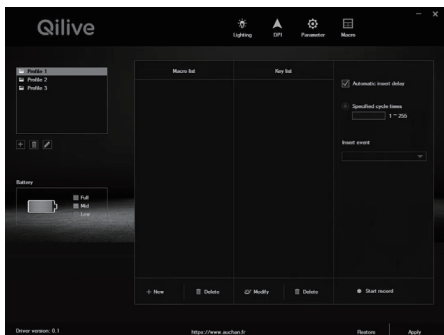 Qilive
Lighting
DPI
Parameter
Macro
Profile 1
Profile 2
Profile 3
Macro list
Key list
Automatic insert delay
Specified cycle times
1 ~ 255
Insert event
Battery
Full
Mid
Low
+ New
Delete
Modify
Delete
Start record
Driver version: 0.1
https://www.auchan.fr
Restore
Apply